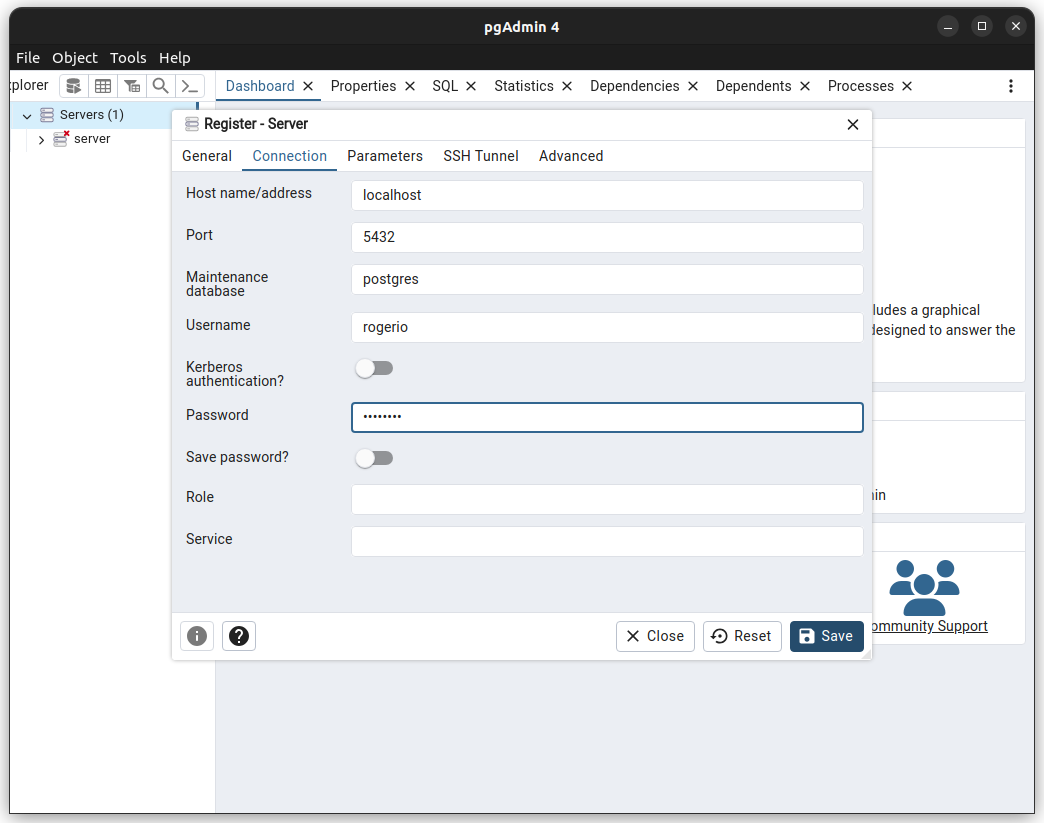 pgAdmin 4
File Object Tools Help
plorer Dashboard Properties SQL Statistics Dependencies Dependents Processes
Servers (1)
server
Register - Server
General Connection Parameters SSH Tunnel Advanced
Host name/address localhost
Port 5432
Maintenance
database postgres
Username rogerio
Kerberos
authentication?
Password ••••••••
Save password?
Role
Service
Close Reset Save
ludes a graphical
designed to answer the
in
ommunity Support